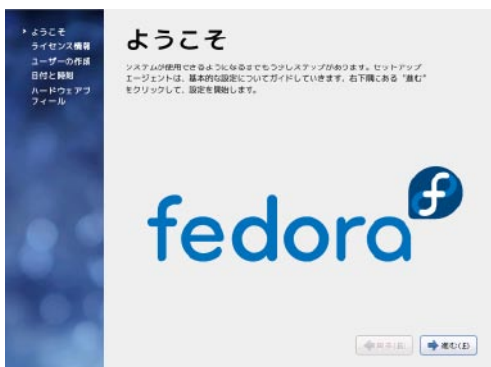 ようこそ
ライセンス情報
ユーザーの作成
日付と時刻
ハードウェアプ
フィール
ようこそ
システムが使用できるようになるまでもう少しステップがあります。セットアップ
エージェントは、基本的な設定についてガイドしていきます。右下隅にある "進む"
をクリックして、設定を開始します。
fedora
戻る(B)
進む(F)